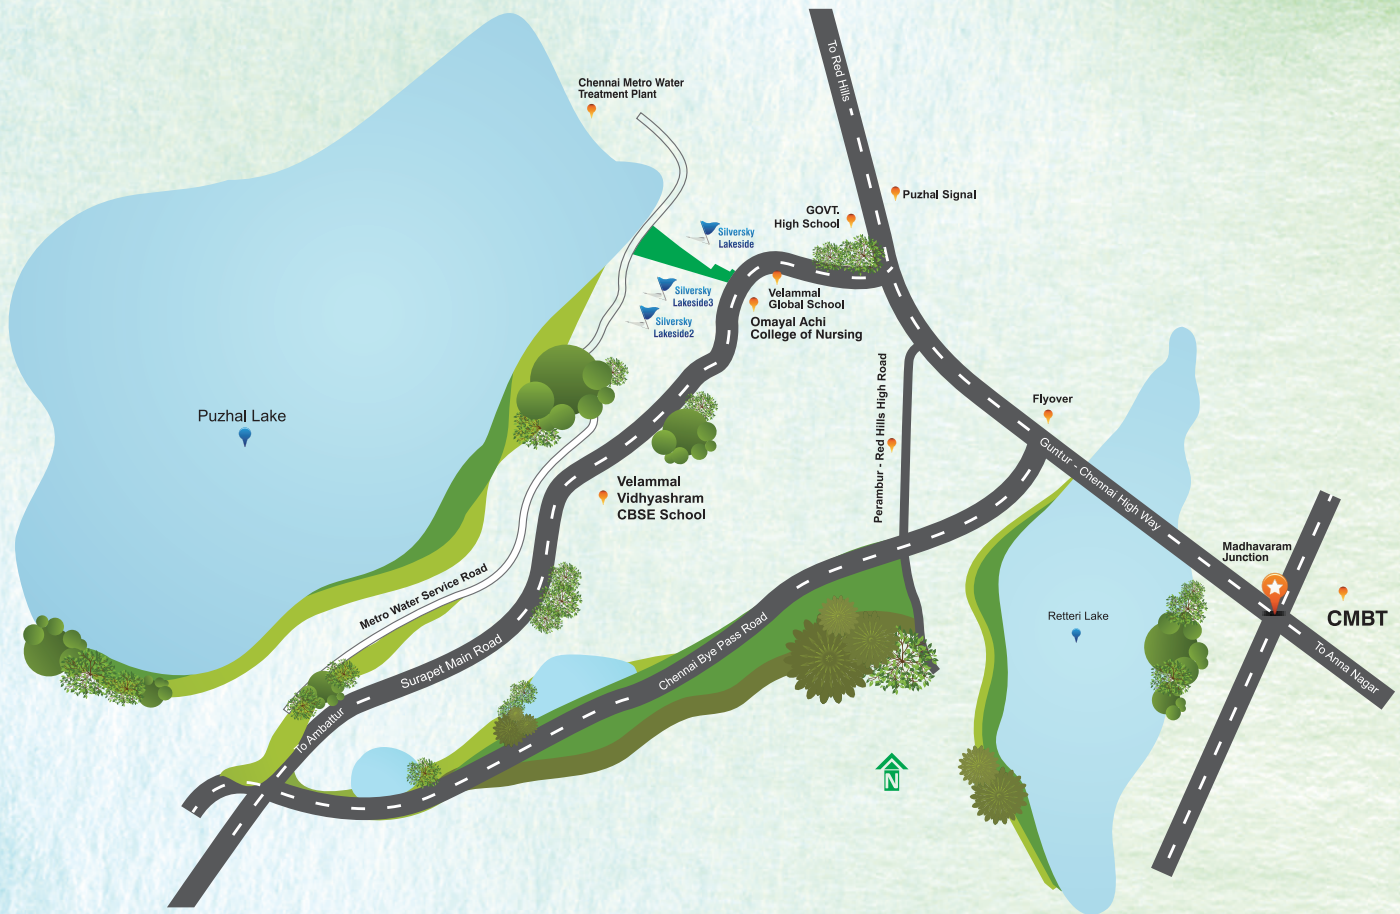 To Red Hills
Chennai Metro Water
Treatment Plant
Puzhal Signal
GOVT.
High School
Silversky
Lakeside
Velammal
Global School
Silversky
Lakeside3
Omayal Achi
College of Nursing
Silversky
Lakeside2
Perambur - Red Hills High Road
Flyover
Puzhal Lake
Guntur - Chennai High Way
Velammal
Vidhyashram
CBSE School
Madhavaram
Junction
Metro Water Service Road
Retteri Lake
CMBT
Surapet Main Road
Chennai Bye Pass Road
To Anna Nagar
To Ambattur
N